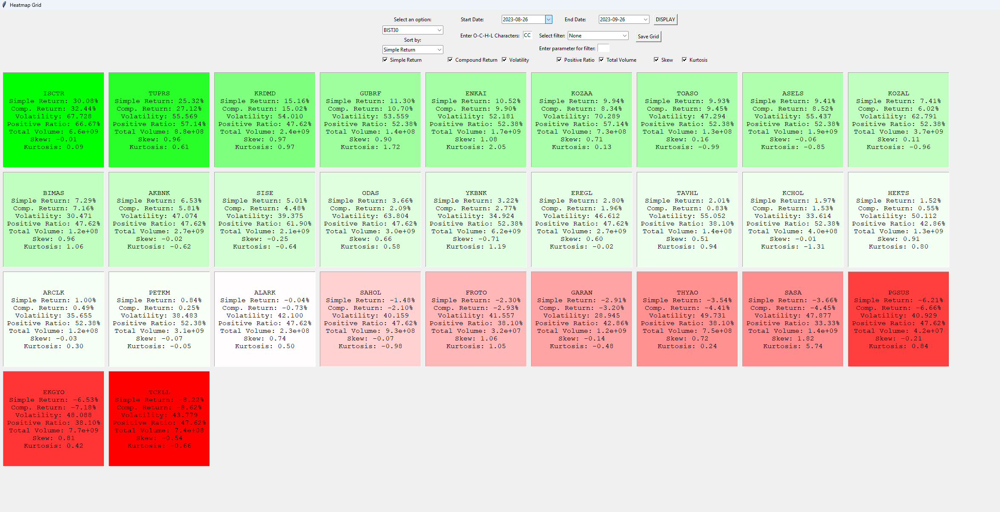 Heatmap Grid
Select an option: Start Date: 2023-08-26 End Date: 2023-09-26 DISPLAY
BIST30 Enter O-C-H-L Characters: CC Select filter: None Save Grid
Sort by:
Simple Return Enter parameter for filter:
Simple Return Compound Return Volatility Positive Ratio Total Volume Skew Kurtosis
ISCTR
Simple Return: 30.08%
Comp. Return: 32.44%
Volatility: 67.728
Positive Ratio: 66.67%
Total Volume: 6.6e+09
Skew: -0.01
Kurtosis: 0.09
TUPRS
Simple Return: 25.32%
Comp. Return: 27.12%
Volatility: 55.569
Positive Ratio: 57.14%
Total Volume: 8.8e+08
Skew: 0.96
Kurtosis: 0.61
KRDMD
Simple Return: 15.16%
Comp. Return: 15.02%
Volatility: 54.010
Positive Ratio: 47.62%
Total Volume: 2.4e+09
Skew: 0.97
Kurtosis: 0.97
GUBRF
Simple Return: 11.30%
Comp. Return: 10.70%
Volatility: 53.559
Positive Ratio: 52.38%
Total Volume: 1.4e+08
Skew: 0.90
Kurtosis: 1.72
ENKAI
Simple Return: 10.52%
Comp. Return: 9.90%
Volatility: 52.181
Positive Ratio: 52.38%
Total Volume: 1.7e+09
Skew: 1.08
Kurtosis: 2.05
KOZAA
Simple Return: 9.94%
Comp. Return: 8.34%
Volatility: 70.289
Positive Ratio: 57.14%
Total Volume: 7.3e+08
Skew: 0.71
Kurtosis: 0.13
TOASO
Simple Return: 9.93%
Comp. Return: 9.45%
Volatility: 47.294
Positive Ratio: 52.38%
Total Volume: 1.3e+08
Skew: 0.16
Kurtosis: -0.99
ASELS
Simple Return: 9.41%
Comp. Return: 8.52%
Volatility: 55.437
Positive Ratio: 52.38%
Total Volume: 1.9e+09
Skew: -0.06
Kurtosis: -0.85
KOZAL
Simple Return: 7.41%
Comp. Return: 6.02%
Volatility: 62.791
Positive Ratio: 52.38%
Total Volume: 3.7e+09
Skew: 0.11
Kurtosis: -0.96
BIMAS
Simple Return: 7.29%
Comp. Return: 7.16%
Volatility: 30.471
Positive Ratio: 47.62%
Total Volume: 1.2e+08
Skew: 0.96
Kurtosis: 1.06
AKBNK
Simple Return: 6.53%
Comp. Return: 5.81%
Volatility: 47.074
Positive Ratio: 47.62%
Total Volume: 2.7e+09
Skew: -0.02
Kurtosis: -0.62
SISE
Simple Return: 5.01%
Comp. Return: 4.48%
Volatility: 39.375
Positive Ratio: 61.90%
Total Volume: 2.1e+09
Skew: -0.25
Kurtosis: -0.64
ODAS
Simple Return: 3.66%
Comp. Return: 2.09%
Volatility: 63.804
Positive Ratio: 47.62%
Total Volume: 3.0e+09
Skew: 0.66
Kurtosis: 0.58
YKBNK
Simple Return: 3.22%
Comp. Return: 2.77%
Volatility: 34.924
Positive Ratio: 52.38%
Total Volume: 6.2e+09
Skew: -0.71
Kurtosis: 1.19
EREGL
Simple Return: 2.80%
Comp. Return: 1.96%
Volatility: 46.612
Positive Ratio: 47.62%
Total Volume: 2.7e+09
Skew: 0.60
Kurtosis: -0.02
TAVHL
Simple Return: 2.01%
Comp. Return: 0.83%
Volatility: 55.052
Positive Ratio: 38.10%
Total Volume: 1.4e+08
Skew: 0.51
Kurtosis: 0.94
KCHOL
Simple Return: 1.97%
Comp. Return: 1.53%
Volatility: 33.614
Positive Ratio: 52.38%
Total Volume: 4.0e+08
Skew: -0.01
Kurtosis: -1.31
HEKTS
Simple Return: 1.52%
Comp. Return: 0.55%
Volatility: 50.112
Positive Ratio: 42.86%
Total Volume: 1.3e+09
Skew: 0.91
Kurtosis: 0.80
ARCLK
Simple Return: 1.00%
Comp. Return: 0.49%
Volatility: 35.655
Positive Ratio: 52.38%
Total Volume: 1.2e+08
Skew: -0.03
Kurtosis: 0.30
PETKM
Simple Return: 0.84%
Comp. Return: 0.25%
Volatility: 38.483
Positive Ratio: 52.38%
Total Volume: 3.1e+09
Skew: -0.07
Kurtosis: -0.05
ALARK
Simple Return: -0.04%
Comp. Return: -0.73%
Volatility: 42.100
Positive Ratio: 47.62%
Total Volume: 2.3e+08
Skew: 0.74
Kurtosis: 0.50
SAHOL
Simple Return: -1.48%
Comp. Return: -2.10%
Volatility: 40.159
Positive Ratio: 47.62%
Total Volume: 9.3e+08
Skew: -0.07
Kurtosis: -0.98
FROTO
Simple Return: -2.30%
Comp. Return: -2.93%
Volatility: 41.557
Positive Ratio: 38.10%
Total Volume: 3.2e+07
Skew: 1.06
Kurtosis: 1.05
GARAN
Simple Return: -2.91%
Comp. Return: -3.20%
Volatility: 28.945
Positive Ratio: 42.86%
Total Volume: 1.2e+09
Skew: -0.14
Kurtosis: -0.48
THYAO
Simple Return: -3.54%
Comp. Return: -4.41%
Volatility: 49.731
Positive Ratio: 38.10%
Total Volume: 7.5e+08
Skew: 0.72
Kurtosis: 0.24
SASA
Simple Return: -3.66%
Comp. Return: -4.45%
Volatility: 47.877
Positive Ratio: 33.33%
Total Volume: 1.4e+09
Skew: 1.82
Kurtosis: 5.74
PGSUS
Simple Return: -6.21%
Comp. Return: -6.66%
Volatility: 40.929
Positive Ratio: 47.62%
Total Volume: 4.2e+07
Skew: -0.21
Kurtosis: 0.84
EKGYO
Simple Return: -6.53%
Comp. Return: -7.18%
Volatility: 48.088
Positive Ratio: 38.10%
Total Volume: 7.7e+09
Skew: 0.81
Kurtosis: 0.42
TCELL
Simple Return: -8.22%
Comp. Return: -8.62%
Volatility: 43.779
Positive Ratio: 47.62%
Total Volume: 7.4e+08
Skew: -0.54
Kurtosis: -0.66